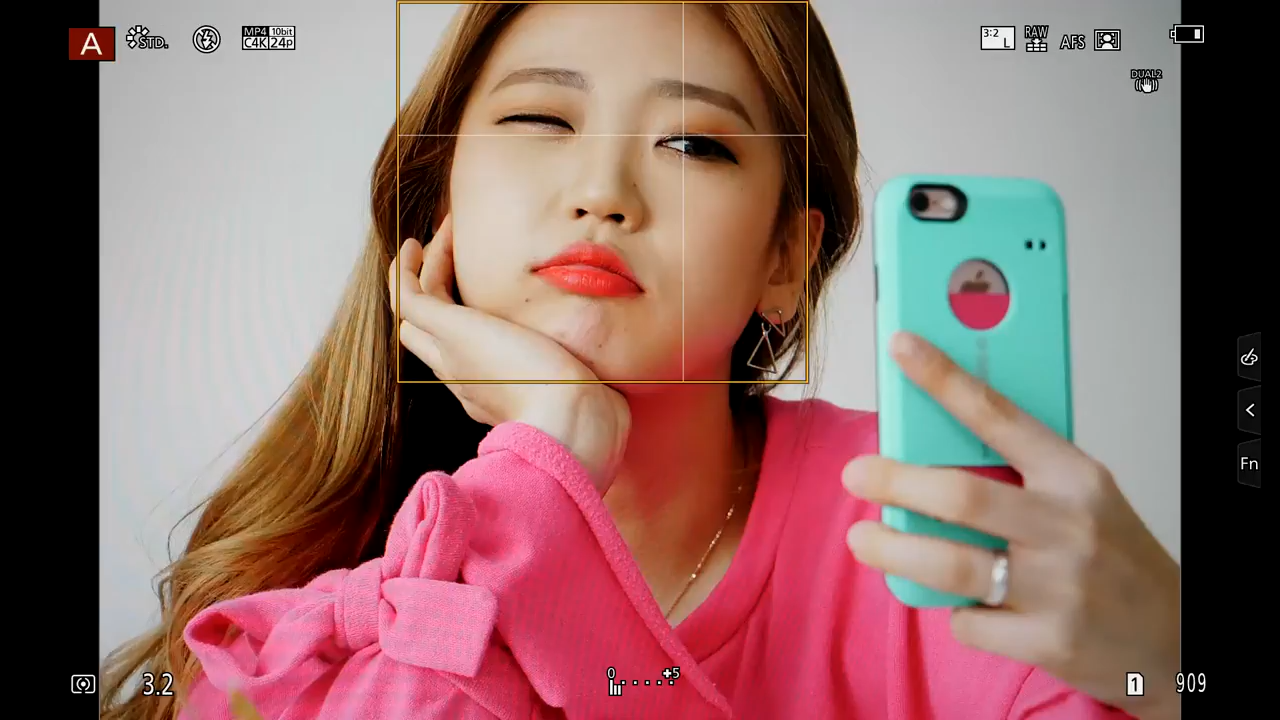 A
STD.
MP4 10bit
C4K 24p
3:2 L
RAW
AFS
DUAL2
Fn
3.2
0 +5
1
909